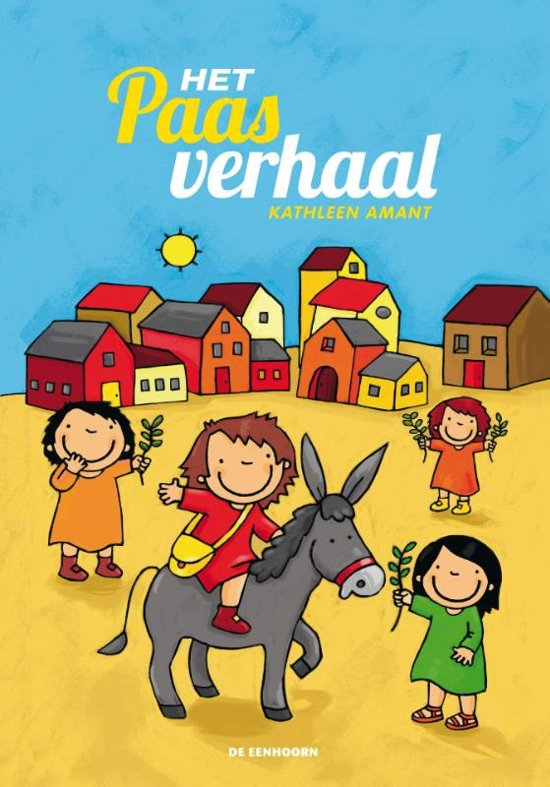 HET
Paas
verhaal
KATHLEEN AMANT
DE EENHOORN